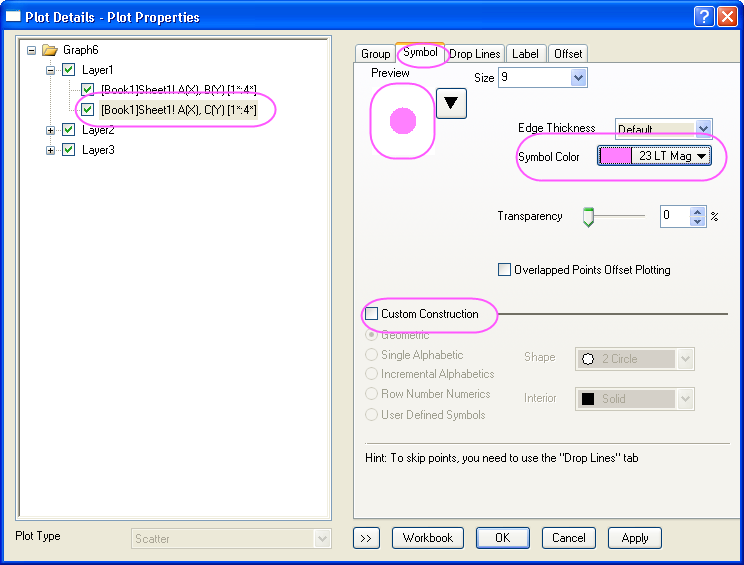 Plot Details - Plot Properties
Graph6
Layer1
[Book1]Sheet1! A(X), B(Y) [1*:4*]
[Book1]Sheet1! A(X), C(Y) [1*:4*]
Layer2
Layer3
Plot Type
Scatter
Group Symbol Drop Lines Label Offset
Preview
Size 9
Edge Thickness Default
Symbol Color 23 LT Mag
Transparency 0 %
Overlapped Points Offset Plotting
Custom Construction
Geometric
Single Alphabetic
Incremental Alphabetics
Row Number Numerics
User Defined Symbols
Shape 2 Circle
Interior Solid
Hint: To skip points, you need to use the "Drop Lines" tab
>> Workbook OK Cancel Apply